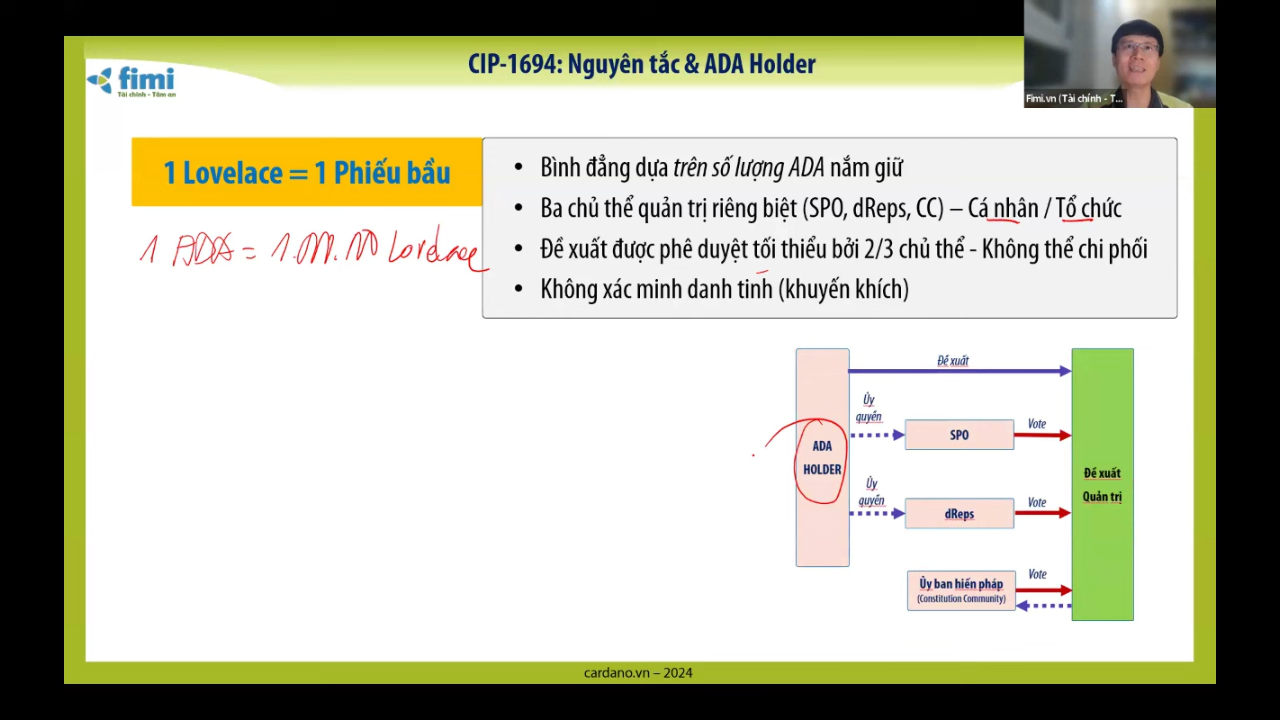 CIP-1694: Nguyên tắc & ADA Holder
fimi
Tài chính - Tâm an
Fimi.vn (Tài chính - T...
1 Lovelace = 1 Phiếu bầu
1 ADA = 1.000.000 Lovelace
• Bình đẳng dựa trên số lượng ADA nắm giữ
• Ba chủ thể quản trị riêng biệt (SPO, dReps, CC) – Cá nhân / Tổ chức
• Đề xuất được phê duyệt tối thiểu bởi 2/3 chủ thể - Không thể chi phối
• Không xác minh danh tinh (khuyến khích)
Đề xuất
Ủy
quyền
SPO
Vote
ADA
HOLDER
Đề xuất
Quản trị
Ủy
quyền
dReps
Vote
Ủy ban hiến pháp
(Constitution Community)
Vote
cardano.vn – 2024